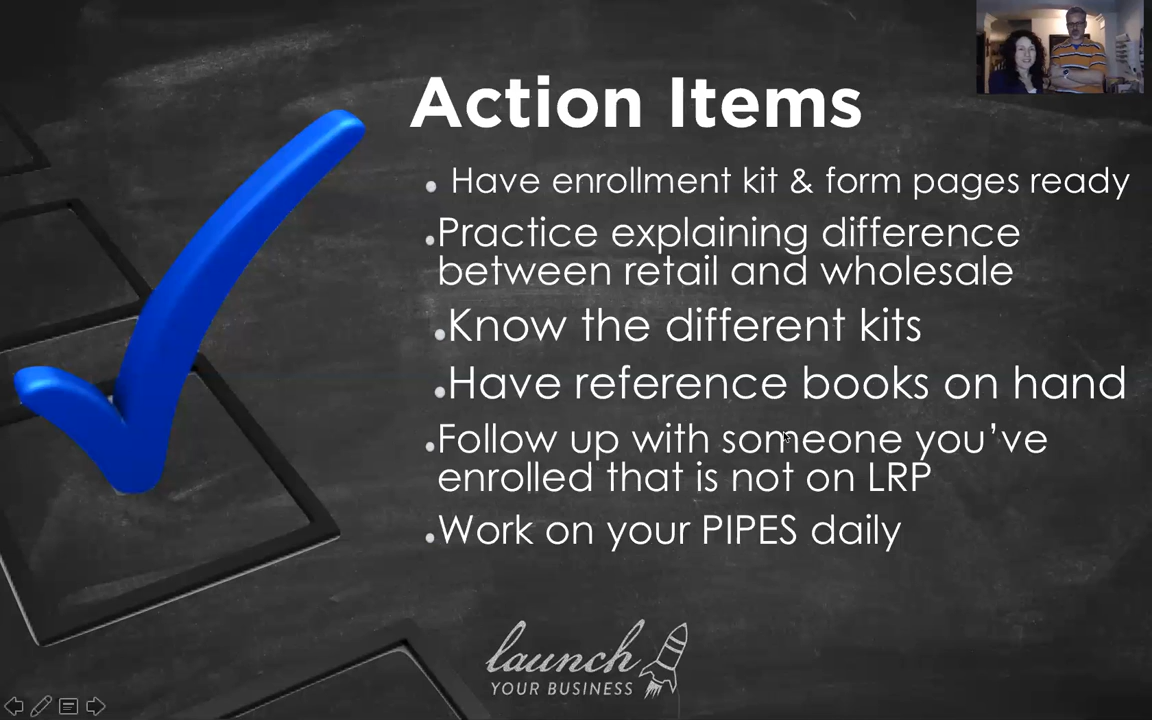 Action Items
Have enrollment kit & form pages ready
Practice explaining difference
between retail and wholesale
Know the different kits
Have reference books on hand
Follow up with someone you've
enrolled that is not on LRP
Work on your PIPES daily
launch
YOUR BUSINESS